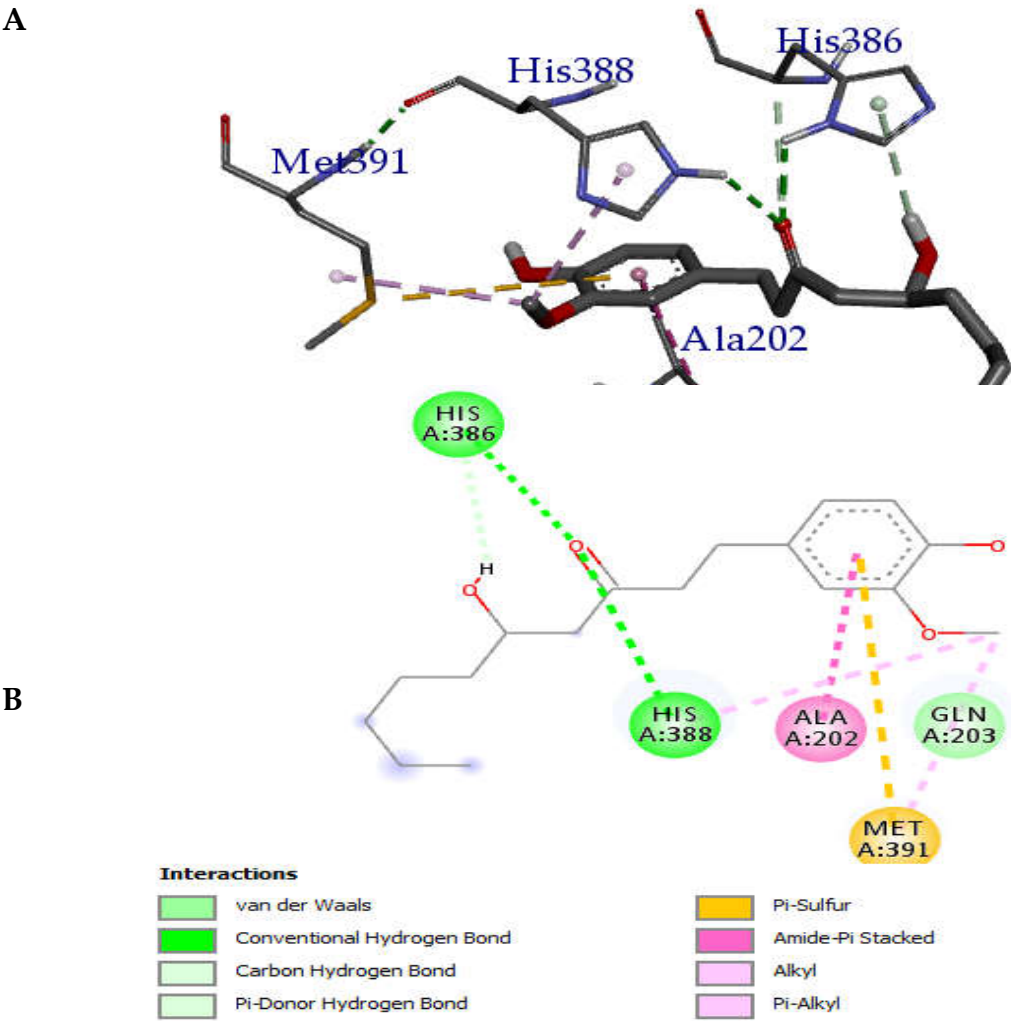 A
His386
His388
Met391
Ala202
HIS
A:386
O
H
O
O
O
B
HIS
A:388
ALA
A:202
GLN
A:203
MET
A:391
Interactions
van der Waals
Conventional Hydrogen Bond
Carbon Hydrogen Bond
Pi-Donor Hydrogen Bond
Pi-Sulfur
Amide-Pi Stacked
Alkyl
Pi-Alkyl